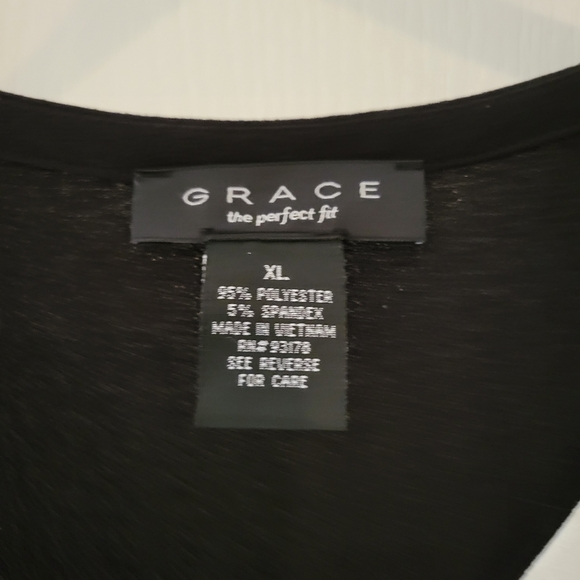 GRACE
the perfect fit
XL
95% POLYESTER
5% SPANDEX
MADE IN VIETNAM
RN# 93178
SEE REVERSE
FOR CARE